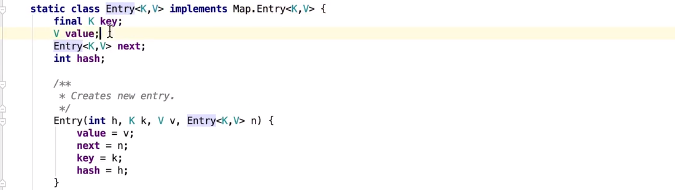 static class Entry<K,V> implements Map.Entry<K,V> {
final K key;
V value;
Entry<K,V> next;
int hash;
/**
* Creates new entry.
*/
Entry(int h, K k, V v, Entry<K,V> n) {
value = v;
next = n;
key = k;
hash = h;
}